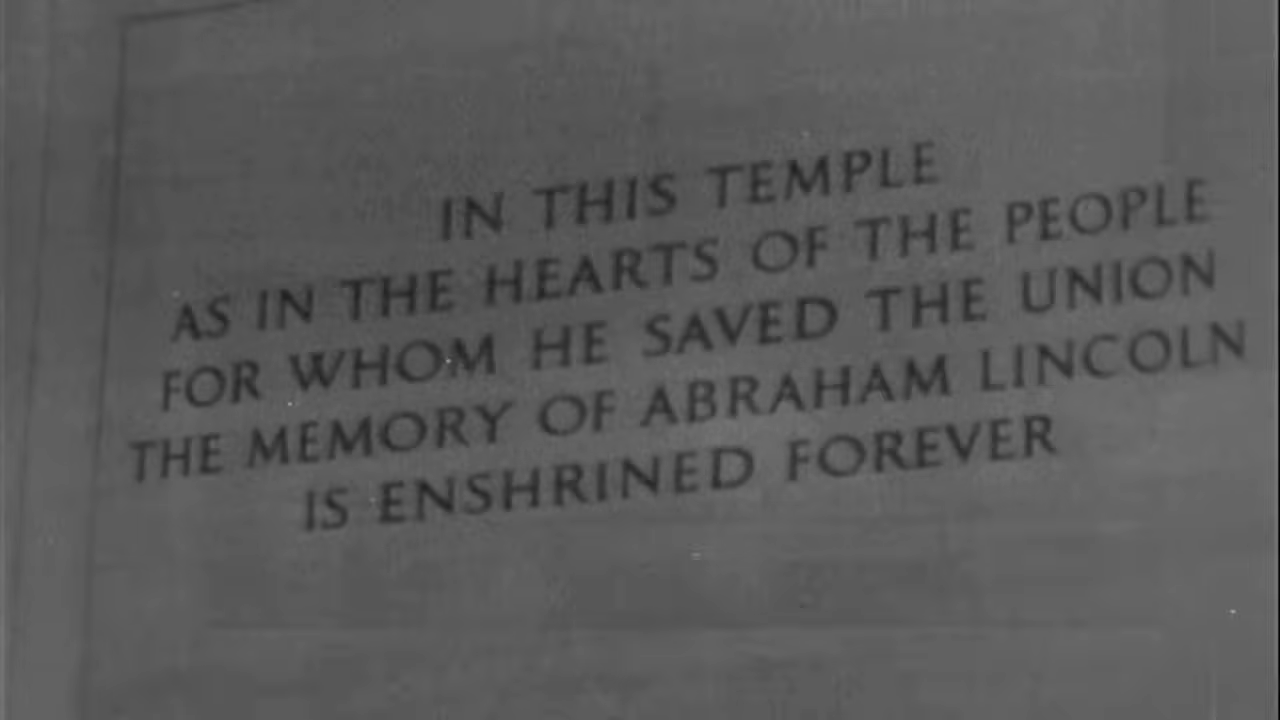 IN THIS TEMPLE
AS IN THE HEARTS OF THE PEOPLE
FOR WHOM HE SAVED THE UNION
THE MEMORY OF ABRAHAM LINCOLN
IS ENSHRINED FOREVER